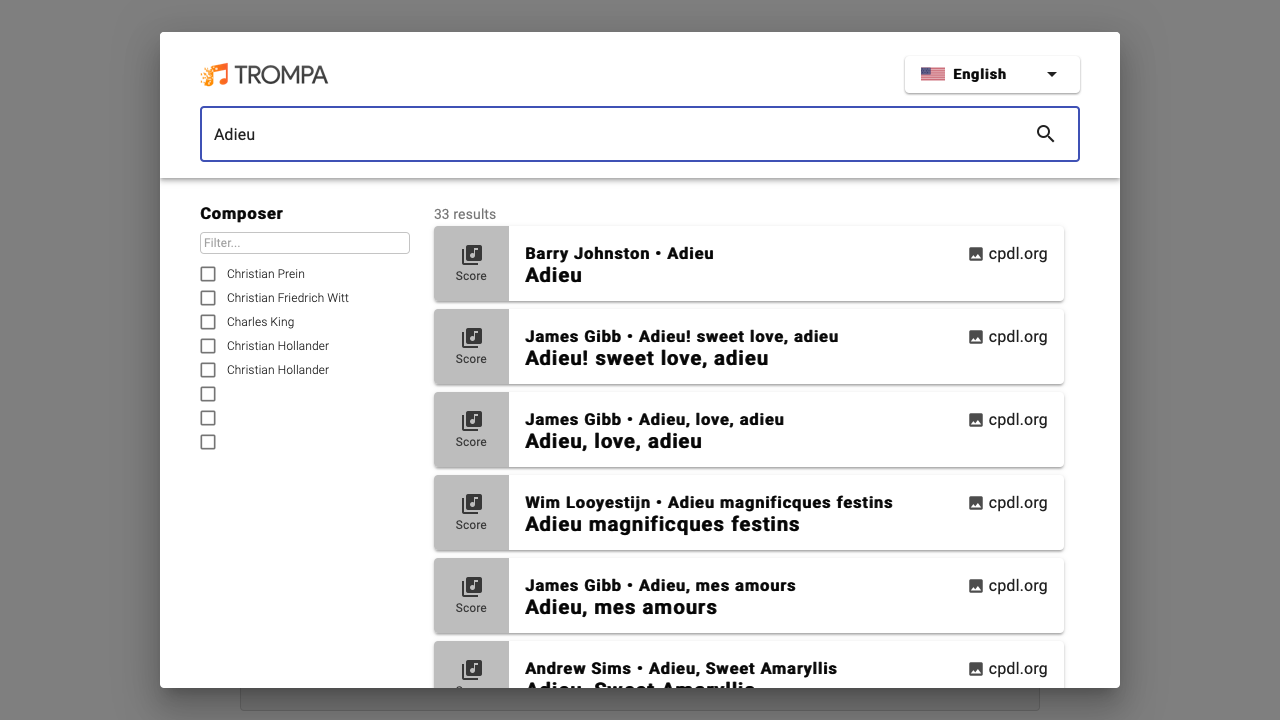 TROMPA
English
Adieu
Composer
Filter...
Christian Prein
Christian Friedrich Witt
Charles King
Christian Hollander
Christian Hollander
33 results
Score
Barry Johnston • Adieu
cpdl.org
Adieu
Score
James Gibb • Adieu! sweet love, adieu
cpdl.org
Adieu! sweet love, adieu
Score
James Gibb • Adieu, love, adieu
cpdl.org
Adieu, love, adieu
Score
Wim Looyestijn • Adieu magnificques festins
cpdl.org
Adieu magnificques festins
Score
James Gibb • Adieu, mes amours
cpdl.org
Adieu, mes amours
Andrew Sims • Adieu, Sweet Amaryllis
cpdl.org
Adieu, Sweet Amaryllis